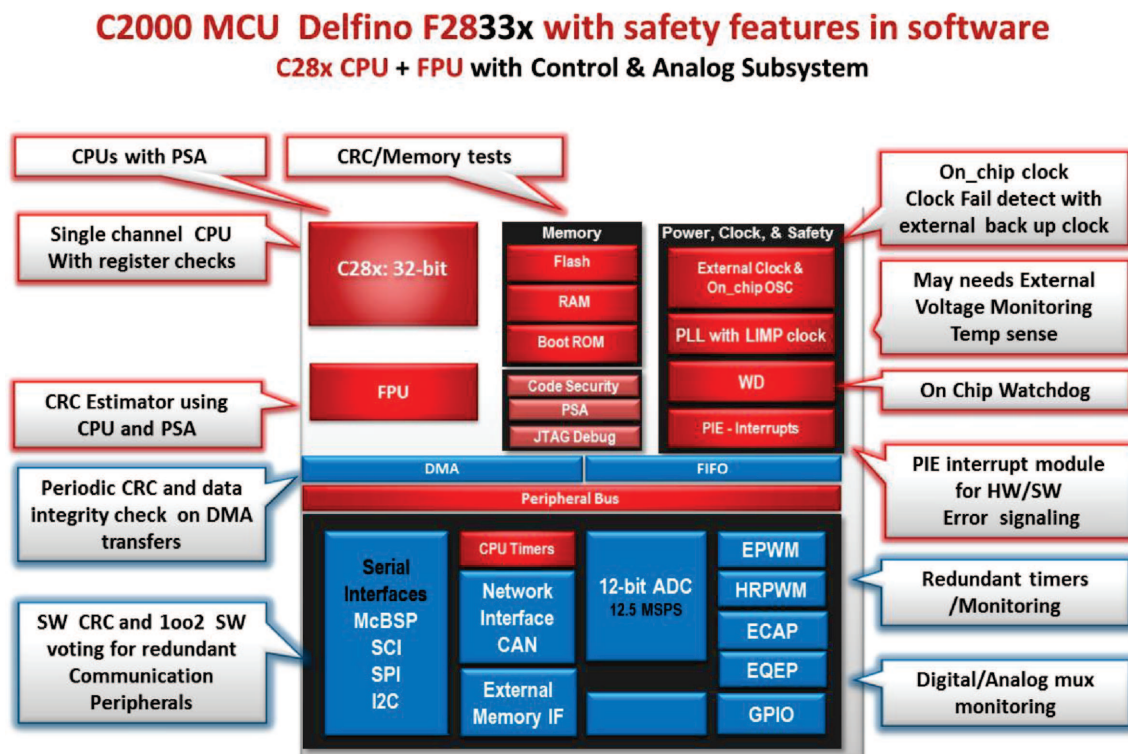 C2000 MCU Delfino F2833x with safety features in software
C28x CPU + FPU with Control & Analog Subsystem
CPUs with PSA
CRC/Memory tests
On_chip clock
Clock Fail detect with
external back up clock
Single channel CPU
With register checks
May needs External
Voltage Monitoring
Temp sense
CRC Estimator using
CPU and PSA
On Chip Watchdog
Periodic CRC and data
integrity check on DMA
transfers
PIE interrupt module
for HW/SW
Error signaling
SW CRC and 1oo2 SW
voting for redundant
Communication
Peripherals
Redundant timers
/Monitoring
Digital/Analog mux
monitoring
C28x: 32-bit
FPU
Memory
Flash
RAM
Boot ROM
Code Security
PSA
JTAG Debug
Power, Clock, & Safety
External Clock &
On_chip OSC
PLL with LIMP clock
WD
PIE - Interrupts
DMA
FIFO
Peripheral Bus
Serial
Interfaces
McBSP
SCI
SPI
I2C
CPU Timers
Network
Interface
CAN
External
Memory IF
12-bit ADC
12.5 MSPS
EPWM
HRPWM
ECAP
EQEP
GPIO